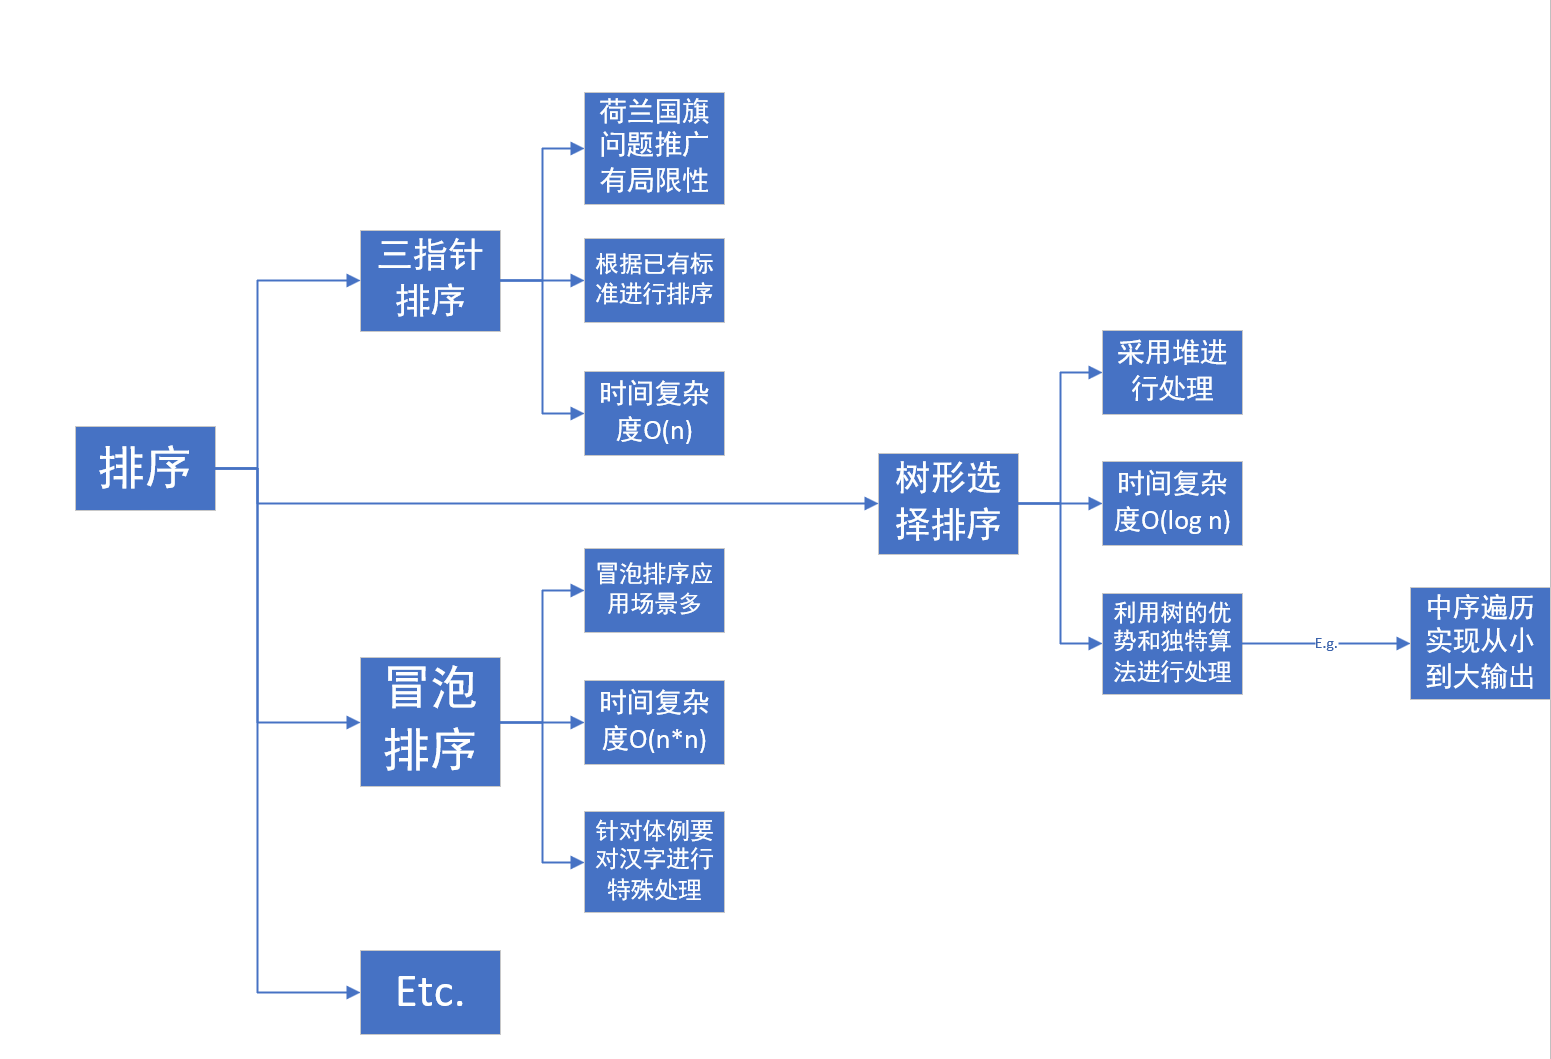 排序
三指针
排序
荷兰国旗
问题推广
有局限性
根据已有标
准进行排序
时间复杂
度O(n)
树形选
择排序
采用堆进
行处理
时间复杂
度O(log n)
利用树的优
势和独特算
法进行处理
E.g.
中序遍历
实现从小
到大输出
冒泡
排序
冒泡排序应
用场景多
时间复杂
度O(n*n)
针对体例要
对汉字进行
特殊处理
Etc.